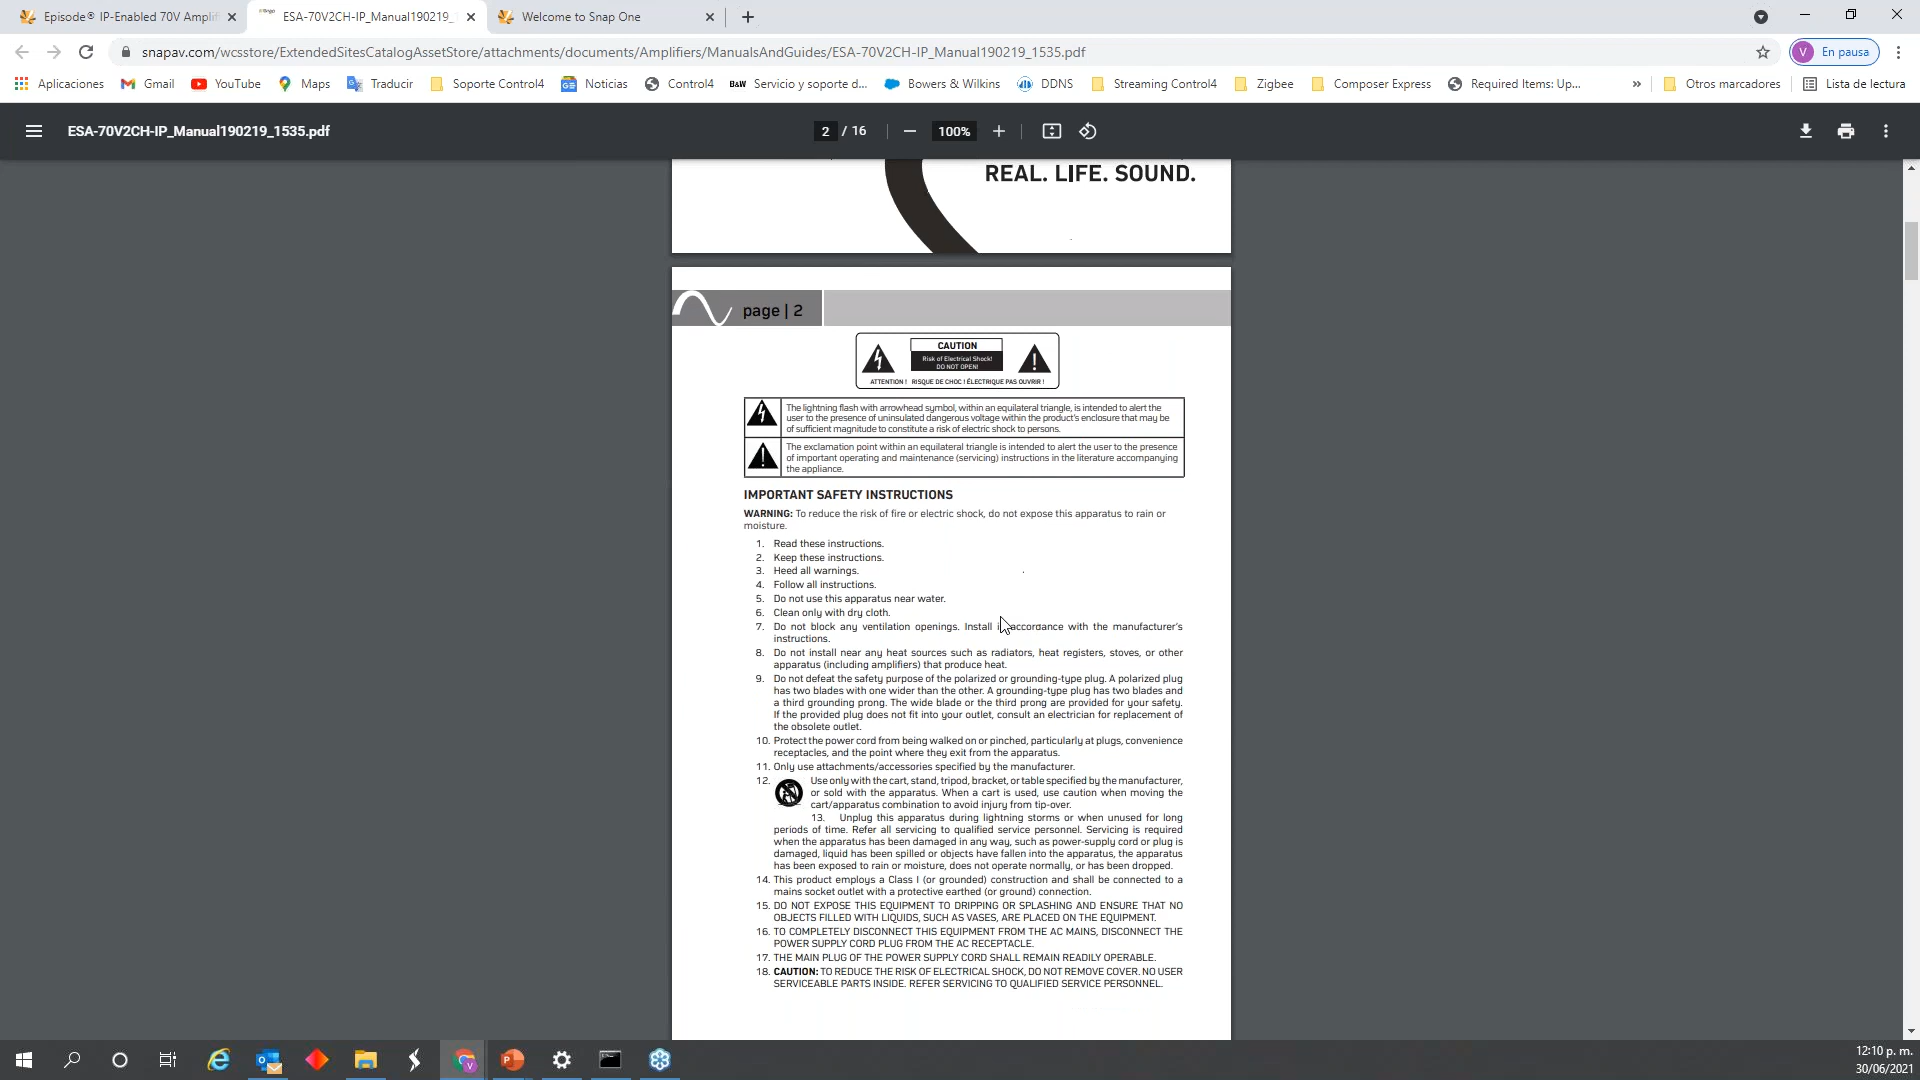 Episode® IP-Enabled 70V Amplif
ESA-70V2CH-IP_Manual190219_1
Welcome to Snap One
snapav.com/wcsstore/ExtendedSitesCatalogAssetStore/attachments/documents/Amplifiers/ManualsAndGuides/ESA-70V2CH-IP_Manual190219_1535.pdf
V En pausa
Aplicaciones Gmail YouTube Maps Traducir Soporte Control4 Noticias Control4 B&W Servicio y soporte d... Bowers & Wilkins DDNS Streaming Control4 Zigbee Composer Express Required Items: Up... » Otros marcadores Lista de lectura
ESA-70V2CH-IP_Manual190219_1535.pdf 2 / 16 100%
REAL. LIFE. SOUND.
page | 2
CAUTION
Risk of Electrical Shock!
DO NOT OPEN!
ATTENTION ! RISQUE DE CHOC ! ÉLECTRIQUE PAS OUVRIR !
The lightning flash with arrowhead symbol, within an equilateral triangle, is intended to alert the
user to the presence of uninsulated dangerous voltage within the product's enclosure that may be
of sufficient magnitude to constitute a risk of electric shock to persons.
The exclamation point within an equilateral triangle is intended to alert the user to the presence
of important operating and maintenance (servicing) instructions in the literature accompanying
the appliance.
IMPORTANT SAFETY INSTRUCTIONS
WARNING: To reduce the risk of fire or electric shock, do not expose this apparatus to rain or
moisture.
1. Read these instructions.
2. Keep these instructions.
3. Heed all warnings.
4. Follow all instructions.
5. Do not use this apparatus near water.
6. Clean only with dry cloth.
7. Do not block any ventilation openings. Install in accordance with the manufacturer's
instructions.
8. Do not install near any heat sources such as radiators, heat registers, stoves, or other
apparatus (including amplifiers) that produce heat.
9. Do not defeat the safety purpose of the polarized or grounding-type plug. A polarized plug
has two blades with one wider than the other. A grounding-type plug has two blades and
a third grounding prong. The wide blade or the third prong are provided for your safety.
If the provided plug does not fit into your outlet, consult an electrician for replacement of
the obsolete outlet.
10. Protect the power cord from being walked on or pinched, particularly at plugs, convenience
receptacles, and the point where they exit from the apparatus.
11. Only use attachments/accessories specified by the manufacturer.
12. Use only with the cart, stand, tripod, bracket, or table specified by the manufacturer,
or sold with the apparatus. When a cart is used, use caution when moving the
cart/apparatus combination to avoid injury from tip-over.
13. Unplug this apparatus during lightning storms or when unused for long
periods of time. Refer all servicing to qualified service personnel. Servicing is required
when the apparatus has been damaged in any way, such as power-supply cord or plug is
damaged, liquid has been spilled or objects have fallen into the apparatus, the apparatus
has been exposed to rain or moisture, does not operate normally, or has been dropped.
14. This product employs a Class I (or grounded) construction and shall be connected to a
mains socket outlet with a protective earthed (or ground) connection.
15. DO NOT EXPOSE THIS EQUIPMENT TO DRIPPING OR SPLASHING AND ENSURE THAT NO
OBJECTS FILLED WITH LIQUIDS, SUCH AS VASES, ARE PLACED ON THE EQUIPMENT.
16. TO COMPLETELY DISCONNECT THIS EQUIPMENT FROM THE AC MAINS, DISCONNECT THE
POWER SUPPLY CORD PLUG FROM THE AC RECEPTACLE.
17. THE MAIN PLUG OF THE POWER SUPPLY CORD SHALL REMAIN READILY OPERABLE.
18. CAUTION: TO REDUCE THE RISK OF ELECTRICAL SHOCK, DO NOT REMOVE COVER. NO USER
SERVICEABLE PARTS INSIDE. REFER SERVICING TO QUALIFIED SERVICE PERSONNEL.
12:10 p. m.
30/06/2021